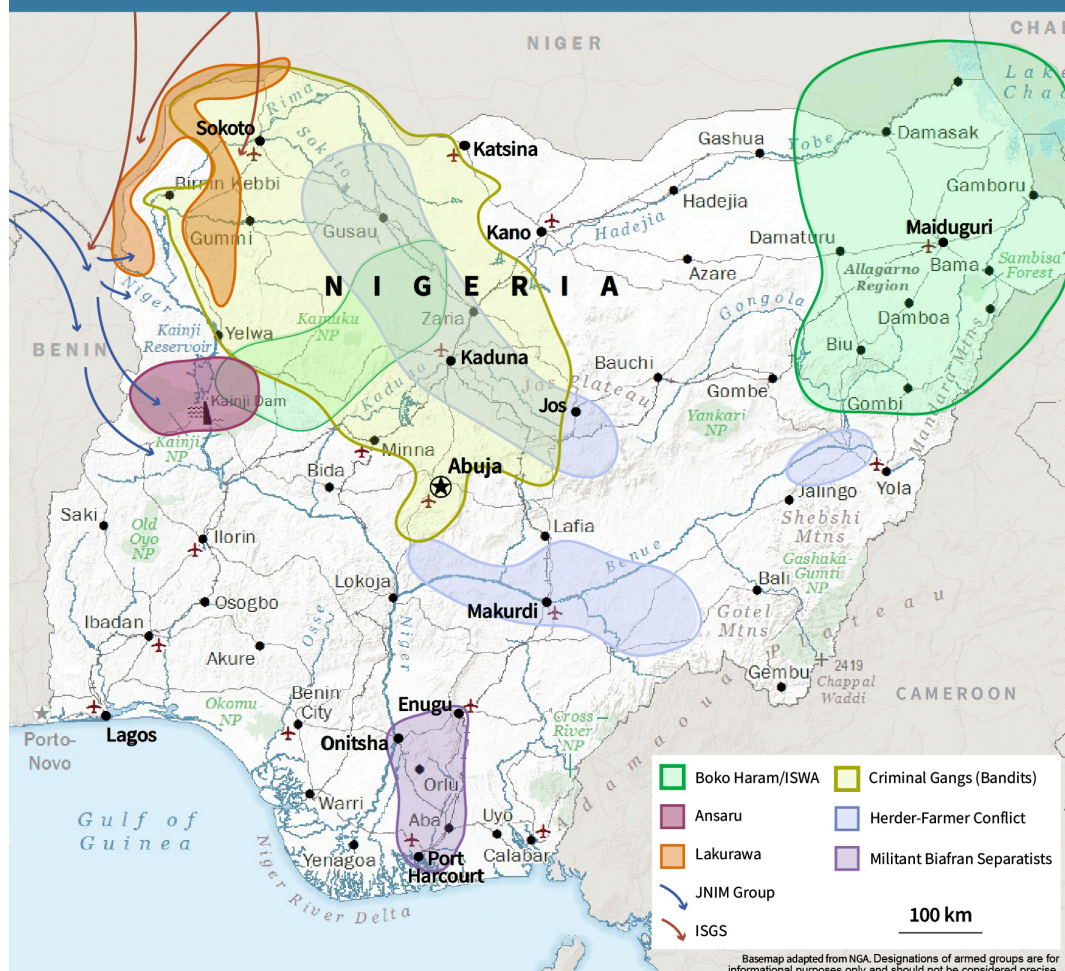 NIGER
CHA
Lake
Chad
Rima
Sokoto
Sokoto
Katsina
Gashua
Yobe
Damasak
Birnin Kebbi
Gamboru
Hadejia
Gummi
Gusau
Kano
Hadejia
Maiduguri
Damaturu
Bama
Sambisa
Forest
Azare
Allagarno
Region
NIGERIA
Niger
Gongola
Damboa
Kamuku
NP
Zaria
Yelwa
Kainji
Reservoir
BENIN
Biu
Kaduna
Bauchi
Mandara Mtns
Jos Plateau
Gombe
Kaduna
Kainji Dam
Jos
Gombi
Yankari
NP
Kainji
NP
Minna
Abuja
Bida
Yola
Jalingo
Saki
Shebshi
Mtns
Old
Oyo
NP
Ilorin
Lafia
Benue
Gashaka-
Gumti
NP
Lokoja
Bali
Osogbo
Makurdi
Gotel
Mtns
Ibadan
Osse
Niger
Akure
Adamaoua Plateau
2419
Chappal
Waddi
Gembu
Benin
City
Enugu
CAMEROON
Okomu
NP
Cross
River
NP
Lagos
Onitsha
Porto-
Novo
Orlu
Warri
Gulf of
Guinea
Aba
Uyo
Yenagoa
Port
Harcourt
Calabar
Niger River Delta
Boko Haram/ISWA
Criminal Gangs (Bandits)
Ansaru
Herder-Farmer Conflict
Lakurawa
Militant Biafran Separatists
JNIM Group
ISGS
100 km
Basemap adapted from NGA. Designations of armed groups are for
informational purposes only and should not be considered precise.